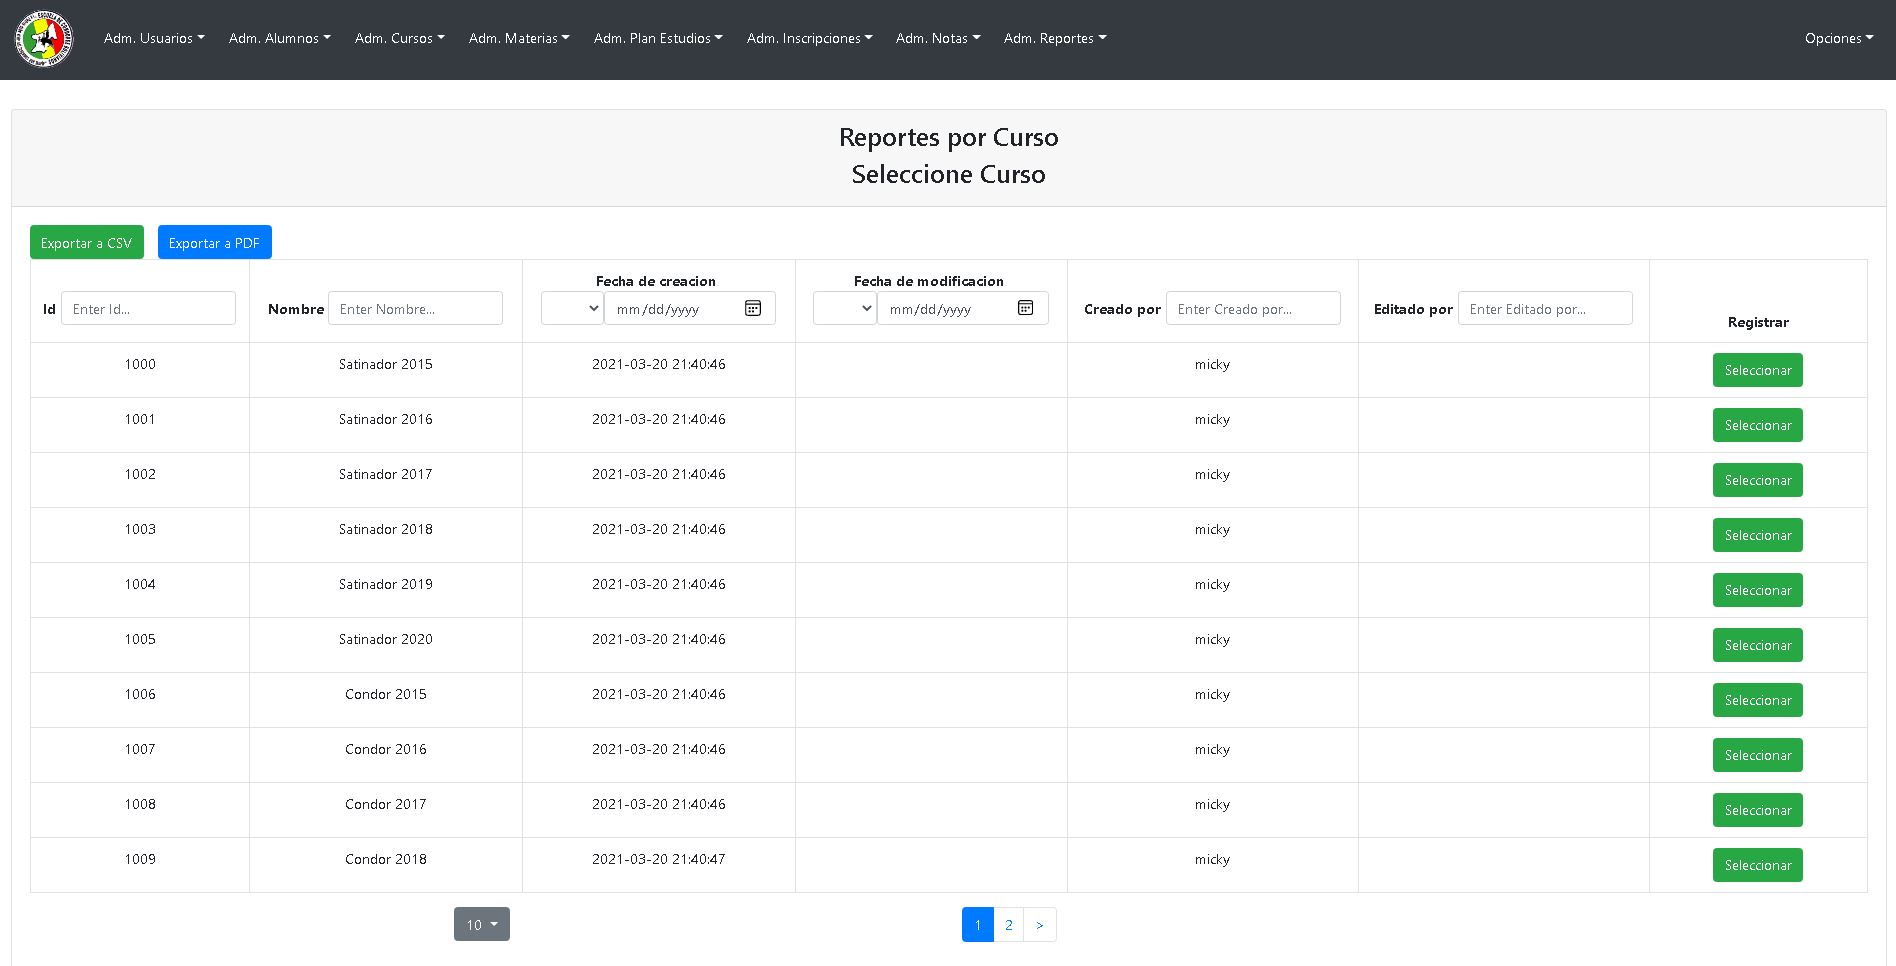 Adm. Usuarios Adm. Alumnos Adm. Cursos Adm. Materias Adm. Plan Estudios Adm. Inscripciones Adm. Notas Adm. Reportes Opciones
Reportes por Curso
Seleccione Curso
Exportar a CSV Exportar a PDF
Id Enter Id... Nombre Enter Nombre... Fecha de creacion mm/dd/yyyy Fecha de modificacion mm/dd/yyyy Creado por Enter Creado por... Editado por Enter Editado por... Registrar
1000 Satinador 2015 2021-03-20 21:40:46 micky Seleccionar
1001 Satinador 2016 2021-03-20 21:40:46 micky Seleccionar
1002 Satinador 2017 2021-03-20 21:40:46 micky Seleccionar
1003 Satinador 2018 2021-03-20 21:40:46 micky Seleccionar
1004 Satinador 2019 2021-03-20 21:40:46 micky Seleccionar
1005 Satinador 2020 2021-03-20 21:40:46 micky Seleccionar
1006 Condor 2015 2021-03-20 21:40:46 micky Seleccionar
1007 Condor 2016 2021-03-20 21:40:46 micky Seleccionar
1008 Condor 2017 2021-03-20 21:40:46 micky Seleccionar
1009 Condor 2018 2021-03-20 21:40:47 micky Seleccionar
10 1 2 >